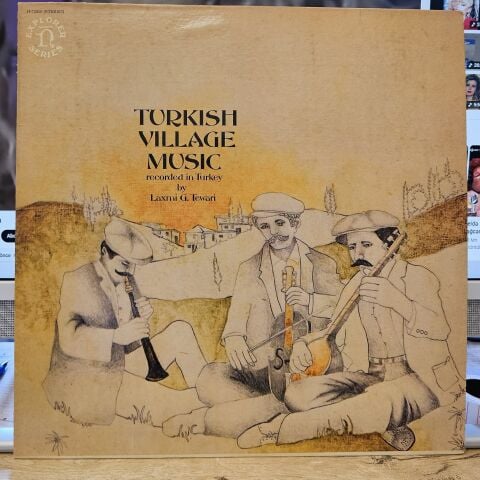 EXPLORER
SERIES
TURKISH
VILLAGE
MUSIC
recorded in Turkey
by
Laxmi G. Tewari